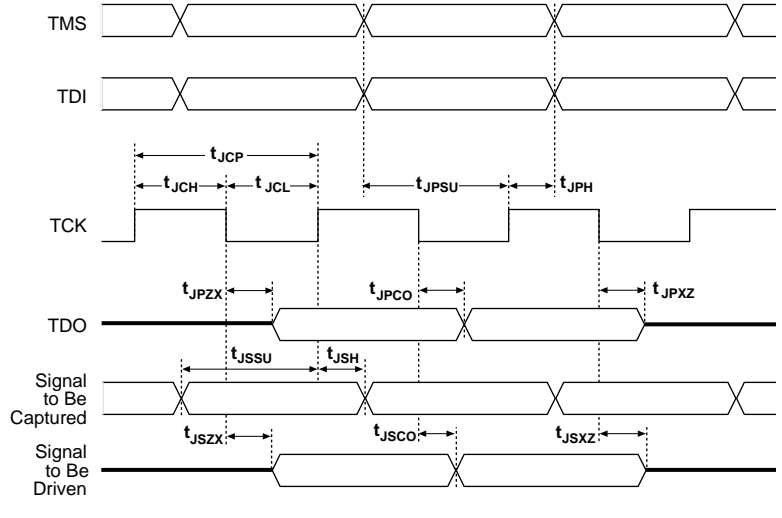 TMS
TDI
tJCP
tJCH
tJCL
tJPSU
tJPH
TCK
tJPZX
tJPCO
tJPXZ
TDO
tJSSU
tJSH
Signal
to Be
Captured
tJSZX
tJSCO
tJSXZ
Signal
to Be
Driven